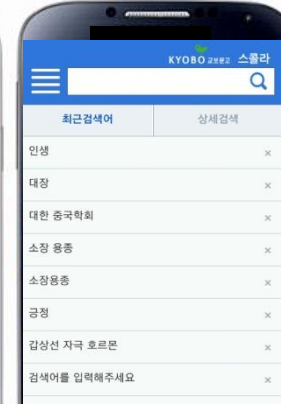 KYOBO 교보문고 스콜라
최근검색어 상세검색
인생 ×
대장 ×
대한 중국학회 ×
소장 용종 ×
소장용종 ×
긍정 ×
갑상선 자극 호르몬 ×
검색어를 입력해주세요 ×